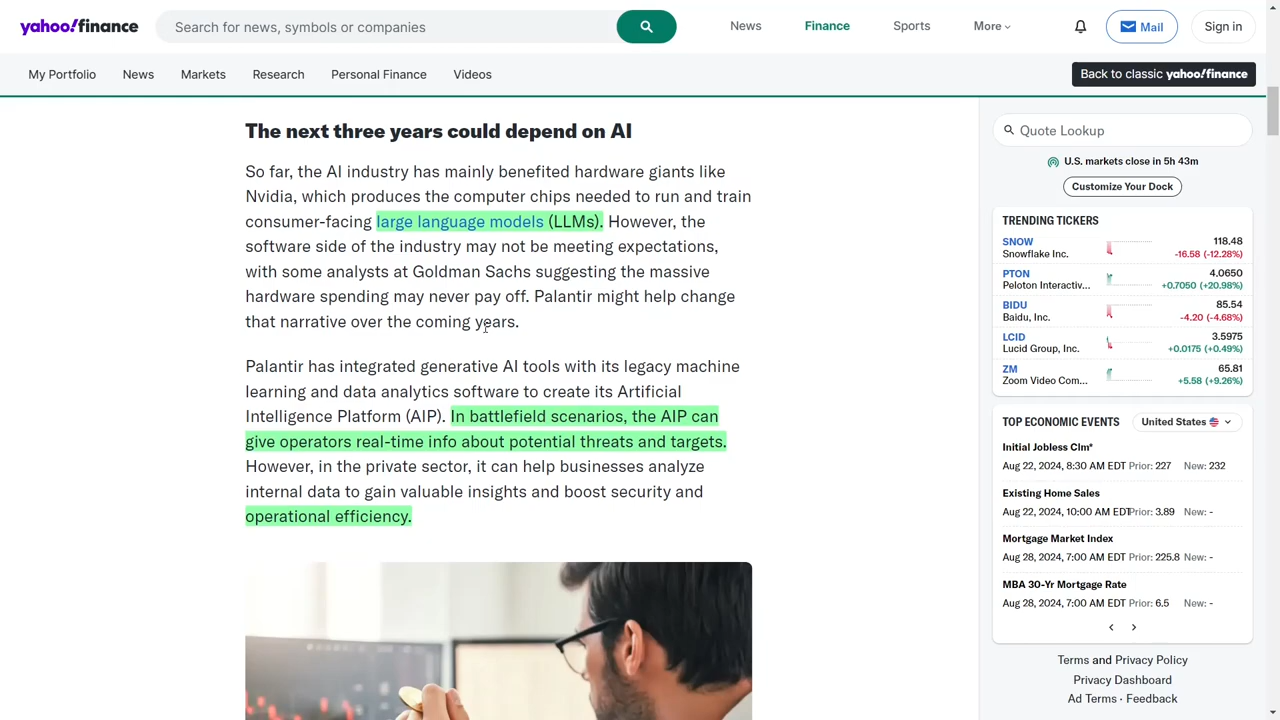 yahoo!finance
Search for news, symbols or companies
News
Finance
Sports
More
Mail
Sign in
My Portfolio
News
Markets
Research
Personal Finance
Videos
Back to classic yahoo!finance
The next three years could depend on AI
So far, the AI industry has mainly benefited hardware giants like
Nvidia, which produces the computer chips needed to run and train
consumer-facing large language models (LLMs). However, the
software side of the industry may not be meeting expectations,
with some analysts at Goldman Sachs suggesting the massive
hardware spending may never pay off. Palantir might help change
that narrative over the coming years.
Palantir has integrated generative AI tools with its legacy machine
learning and data analytics software to create its Artificial
Intelligence Platform (AIP). In battlefield scenarios, the AIP can
give operators real-time info about potential threats and targets.
However, in the private sector, it can help businesses analyze
internal data to gain valuable insights and boost security and
operational efficiency.
Quote Lookup
U.S. markets close in 5h 43m
Customize Your Dock
TRENDING TICKERS
SNOW 118.48
Snowflake Inc. -16.58 (-12.28%)
PTON 4.0650
Peloton Interactiv... +0.7050 (+20.98%)
BIDU 85.54
Baidu, Inc. -4.20 (-4.68%)
LCID 3.5975
Lucid Group, Inc. +0.0175 (+0.49%)
ZM 65.81
Zoom Video Com... +5.58 (+9.26%)
TOP ECONOMIC EVENTS
United States
Initial Jobless Clm*
Aug 22, 2024, 8:30 AM EDT Prior: 227 New: 232
Existing Home Sales
Aug 22, 2024, 10:00 AM EDT Prior: 3.89 New: -
Mortgage Market Index
Aug 28, 2024, 7:00 AM EDT Prior: 225.8 New: -
MBA 30-Yr Mortgage Rate
Aug 28, 2024, 7:00 AM EDT Prior: 6.5 New: -
Terms and Privacy Policy
Privacy Dashboard
Ad Terms · Feedback